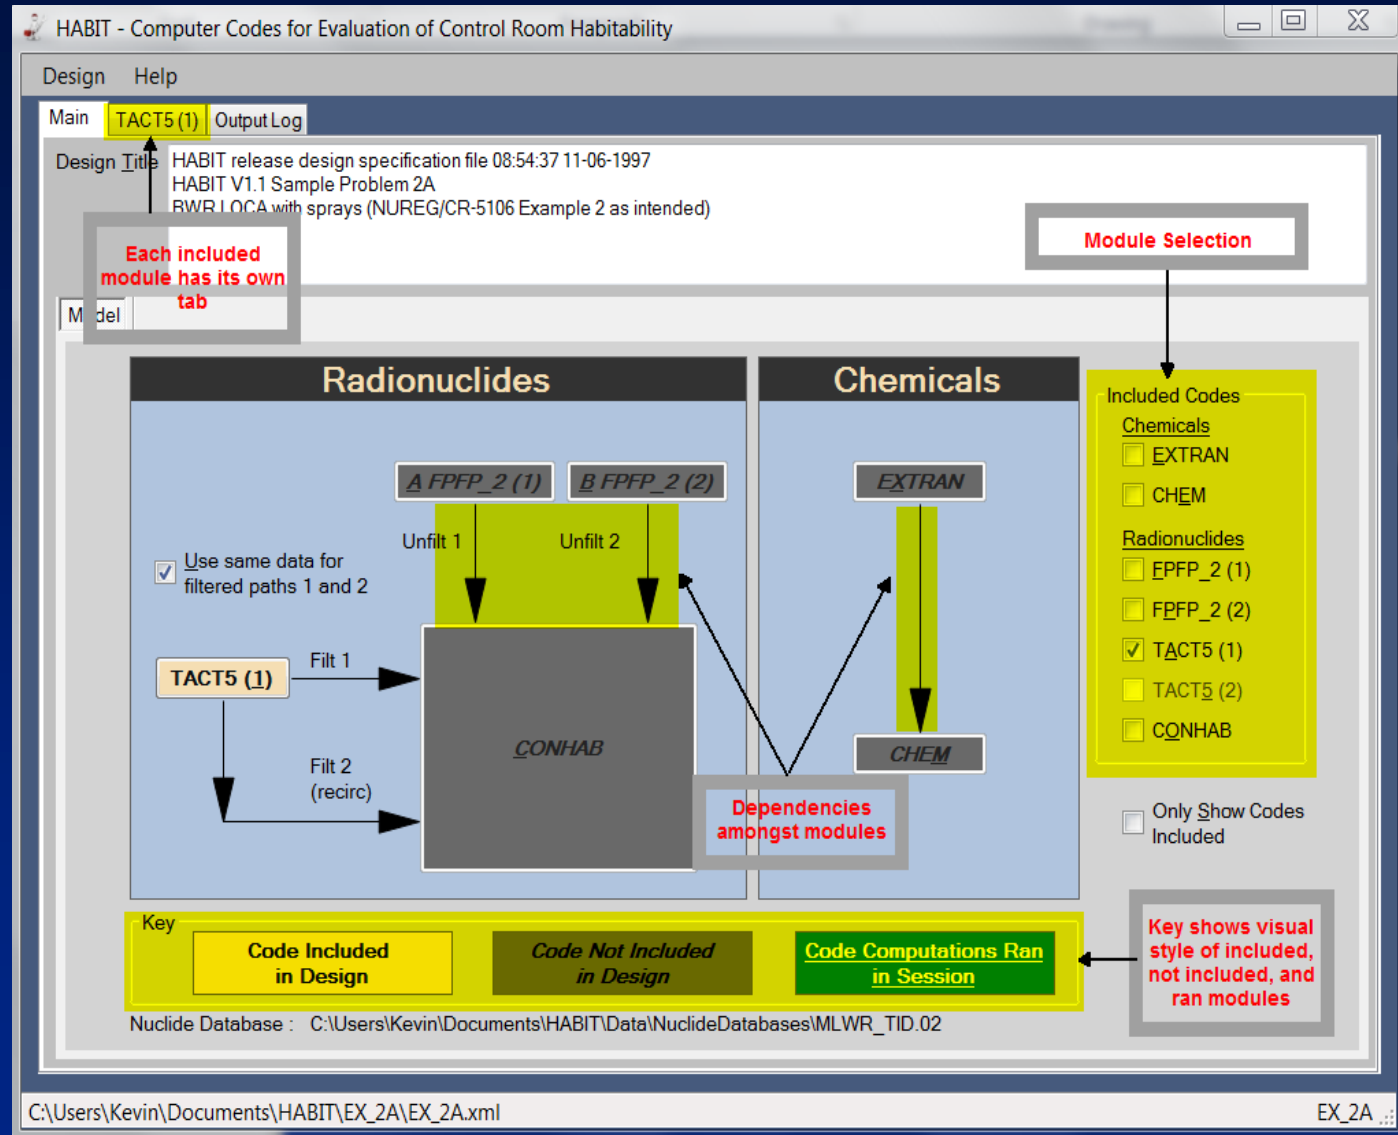 HABIT - Computer Codes for Evaluation of Control Room Habitability
Design Help
Main TACT5 (1) Output Log
Design Title HABIT release design specification file 08:54:37 11-06-1997
HABIT V1.1 Sample Problem 2A
BWR LOCA with sprays (NUREG/CR-5106 Example 2 as intended)
Each included
module has its own
tab
Module Selection
Model
Radionuclides
Chemicals
A FPFP_2 (1)
B FPFP_2 (2)
Unfilt 1
Unfilt 2
Use same data for
filtered paths 1 and 2
TACT5 (1)
Filt 1
Filt 2
(recirc)
CONHAB
EXTRAN
CHEM
Dependencies
amongst modules
Included Codes
Chemicals
EXTRAN
CHEM
Radionuclides
FPFP_2 (1)
FPFP_2 (2)
TACT5 (1)
TACT5 (2)
CONHAB
Only Show Codes
Included
Key
Code Included
in Design
Code Not Included
in Design
Code Computations Ran
in Session
Key shows visual
style of included,
not included, and
ran modules
Nuclide Database : C:\Users\Kevin\Documents\HABIT\Data\NuclideDatabases\MLWR_TID.02
C:\Users\Kevin\Documents\HABIT\EX_2A\EX_2A.xml
EX_2A